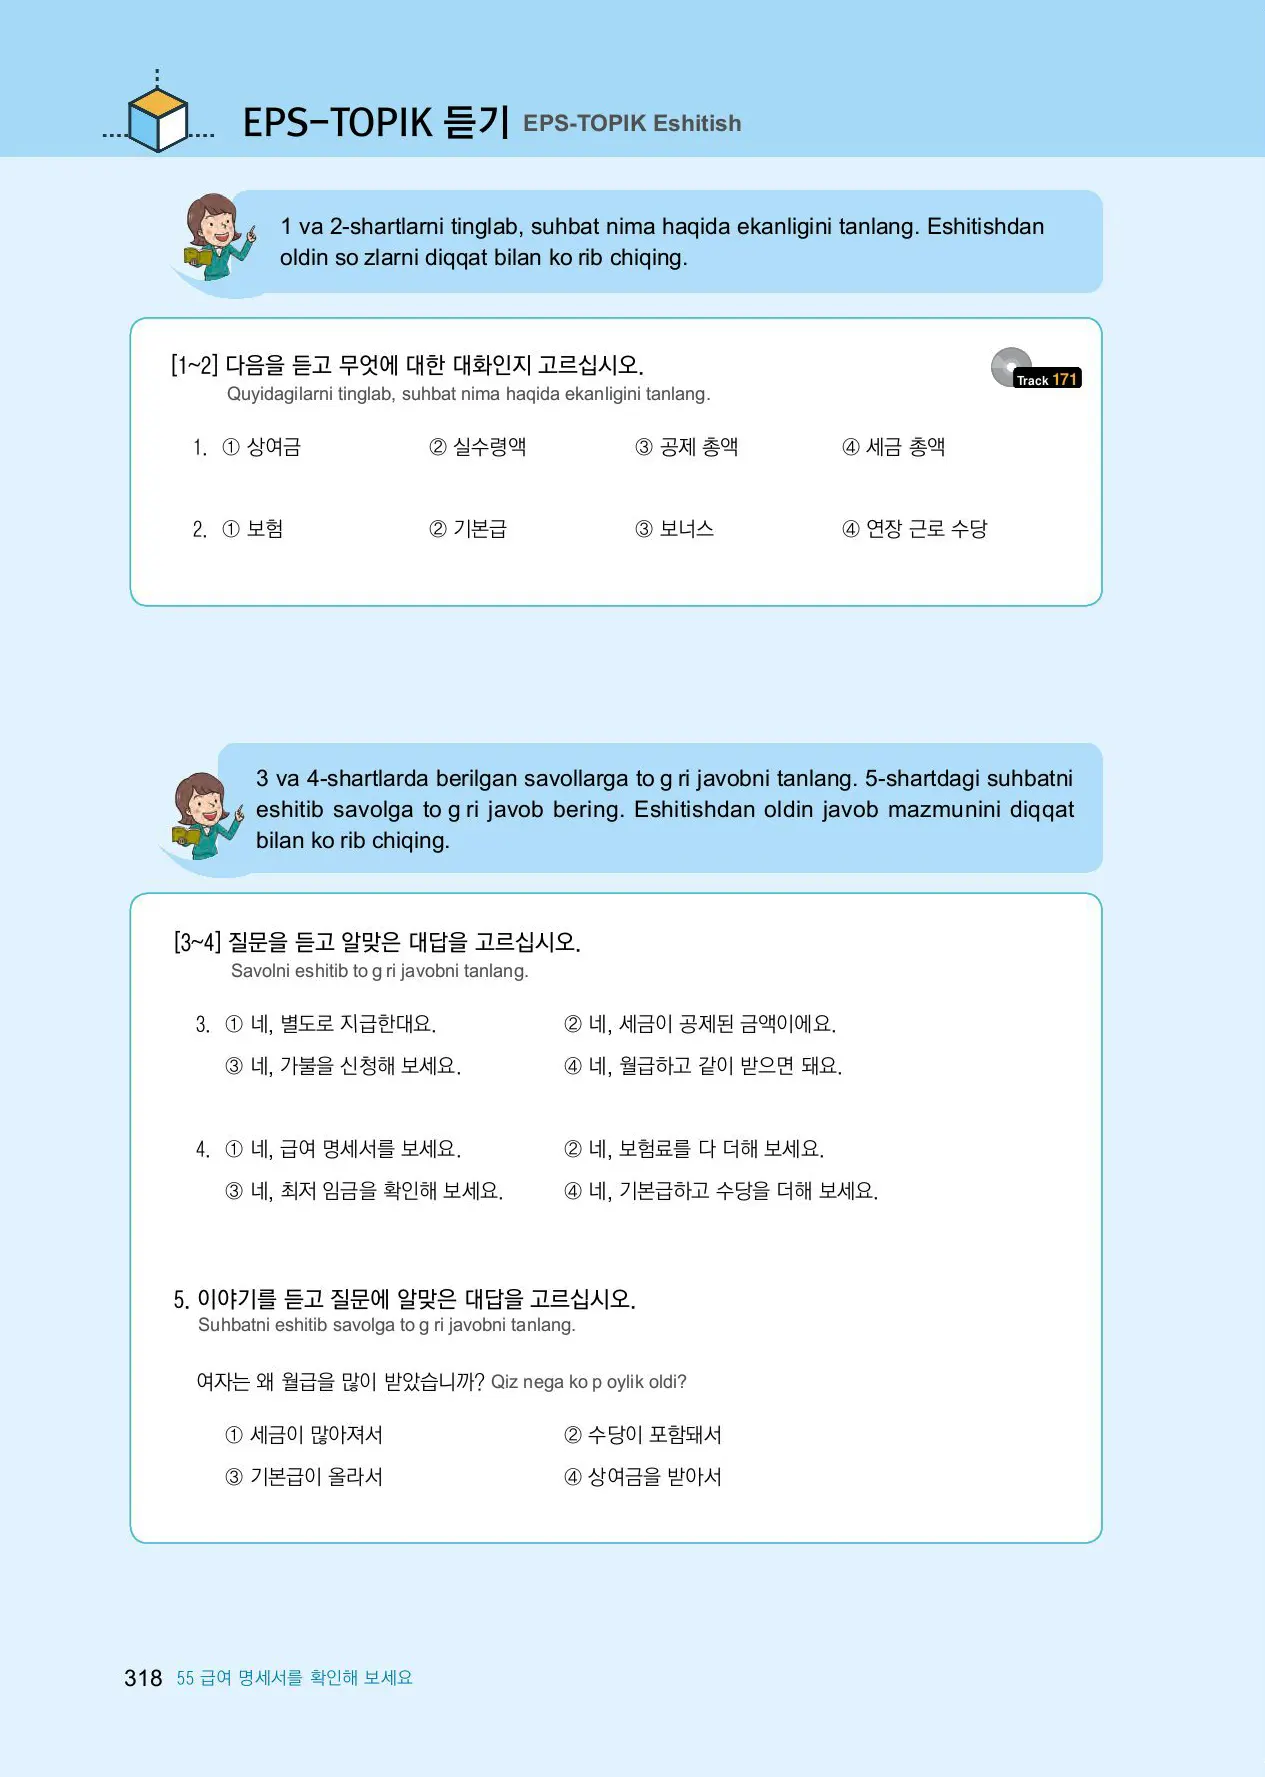 EPS-TOPIK 듣기 EPS-TOPIK Eshitish
1 va 2-shartlarni tinglab, suhbat nima haqida ekanligini tanlang. Eshitishdan
oldin so zlarni diqqat bilan ko rib chiqing.
[1~2] 다음을 듣고 무엇에 대한 대화인지 고르십시오.
Track 171
Quyidagilarni tinglab, suhbat nima haqida ekanligini tanlang.
1. ① 상여금 ② 실수령액 ③ 공제 총액 ④ 세금 총액
2. ① 보험 ② 기본급 ③ 보너스 ④ 연장 근로 수당
3 va 4-shartlarda berilgan savollarga to g ri javobni tanlang. 5-shartdagi suhbatni
eshitib savolga to g ri javob bering. Eshitishdan oldin javob mazmunini diqqat
bilan ko rib chiqing.
[3~4] 질문을 듣고 알맞은 대답을 고르십시오.
Savolni eshitib to g ri javobni tanlang.
3. ① 네, 별도로 지급한대요. ② 네, 세금이 공제된 금액이에요.
③ 네, 가불을 신청해 보세요. ④ 네, 월급하고 같이 받으면 돼요.
4. ① 네, 급여 명세서를 보세요. ② 네, 보험료를 다 더해 보세요.
③ 네, 최저 임금을 확인해 보세요. ④ 네, 기본급하고 수당을 더해 보세요.
5. 이야기를 듣고 질문에 알맞은 대답을 고르십시오.
Suhbatni eshitib savolga to g ri javobni tanlang.
여자는 왜 월급을 많이 받았습니까? Qiz nega ko p oylik oldi?
① 세금이 많아져서 ② 수당이 포함돼서
③ 기본급이 올라서 ④ 상여금을 받아서
318 55 급여 명세서를 확인해 보세요